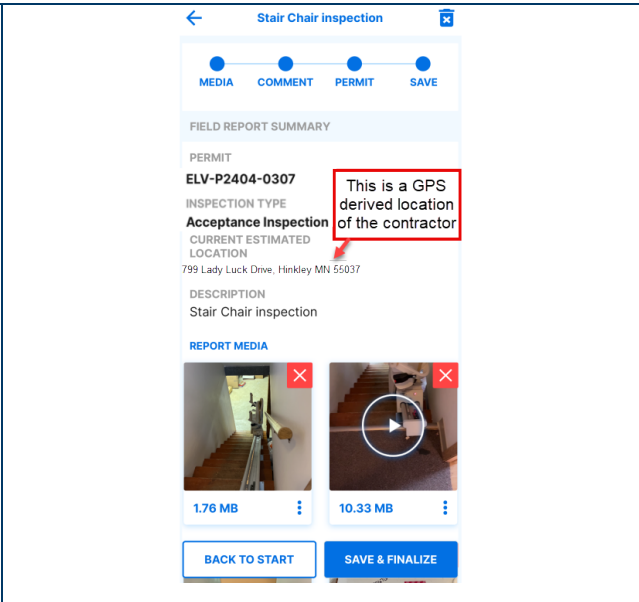 Stair Chair inspection
MEDIA COMMENT PERMIT SAVE
FIELD REPORT SUMMARY
PERMIT
ELV-P2404-0307
INSPECTION TYPE
Acceptance Inspection
This is a GPS
derived location
of the contractor
CURRENT ESTIMATED
LOCATION
799 Lady Luck Drive, Hinkley MN 55037
DESCRIPTION
Stair Chair inspection
REPORT MEDIA
1.76 MB
10.33 MB
BACK TO START
SAVE & FINALIZE